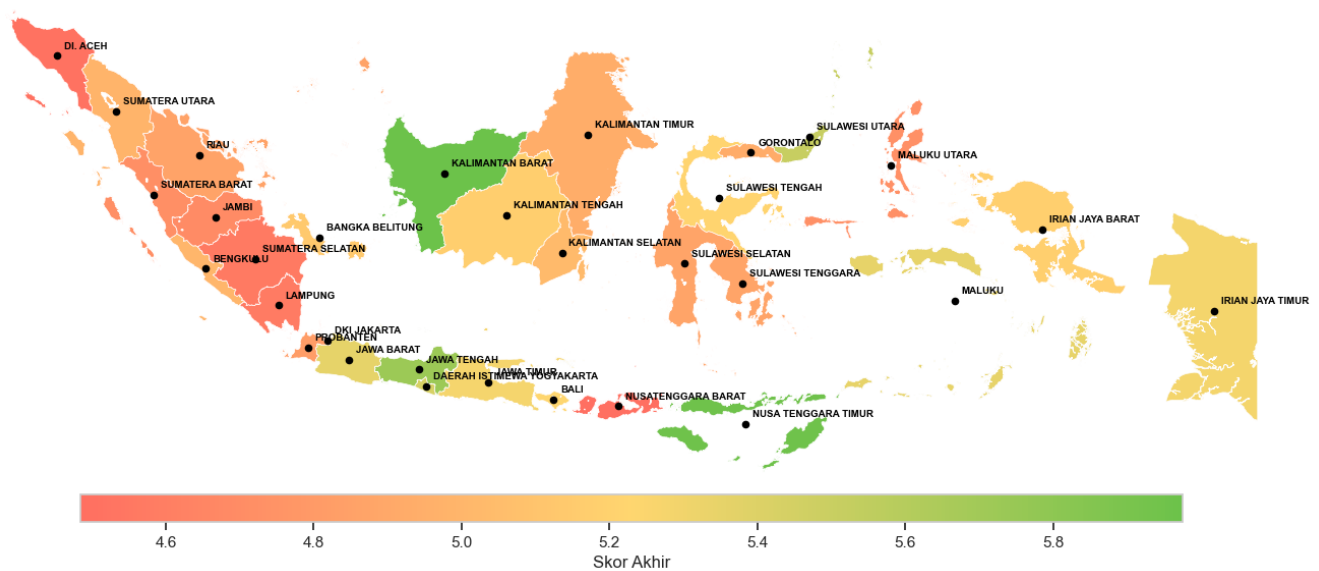 DI. ACEH
SUMATERA UTARA
KALIMANTAN TIMUR
SULAWESI UTARA
RIAU
GORONTALO
MALUKU UTARA
KALIMANTAN BARAT
SUMATERA BARAT
SULAWESI TENGAH
JAMBI
KALIMANTAN TENGAH
IRIAN JAYA BARAT
BANGKA BELITUNG
KALIMANTAN SELATAN
SUMATERA SELATAN
SULAWESI SELATAN
BENGKULU
SULAWESI TENGGARA
LAMPUNG
MALUKU
IRIAN JAYA TIMUR
DKI JAKARTA
PROBANTEN
JAWA BARAT
JAWA TENGAH
JAWA TIMUR
DAERAH ISTIMEWA YOGYAKARTA
BALI
NUSATENGGARA BARAT
NUSA TENGGARA TIMUR
4.6 4.8 5.0 5.2 5.4 5.6 5.8
Skor Akhir